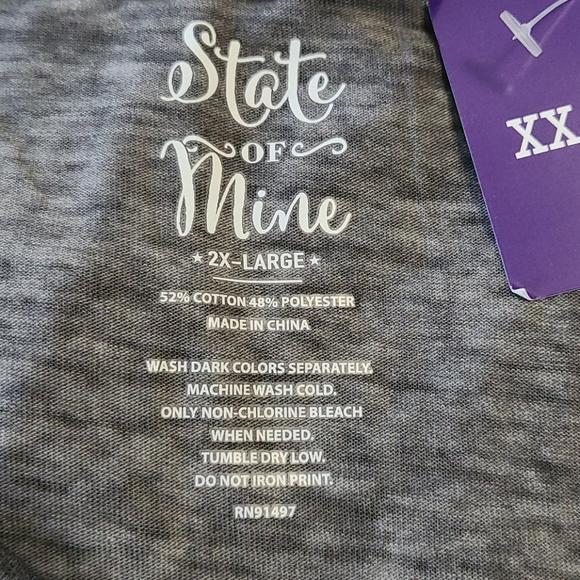 State
OF
Mine
★ 2X-LARGE ★
52% COTTON 48% POLYESTER
MADE IN CHINA
WASH DARK COLORS SEPARATELY.
MACHINE WASH COLD.
ONLY NON-CHLORINE BLEACH
WHEN NEEDED.
TUMBLE DRY LOW.
DO NOT IRON PRINT.
RN91497
XX